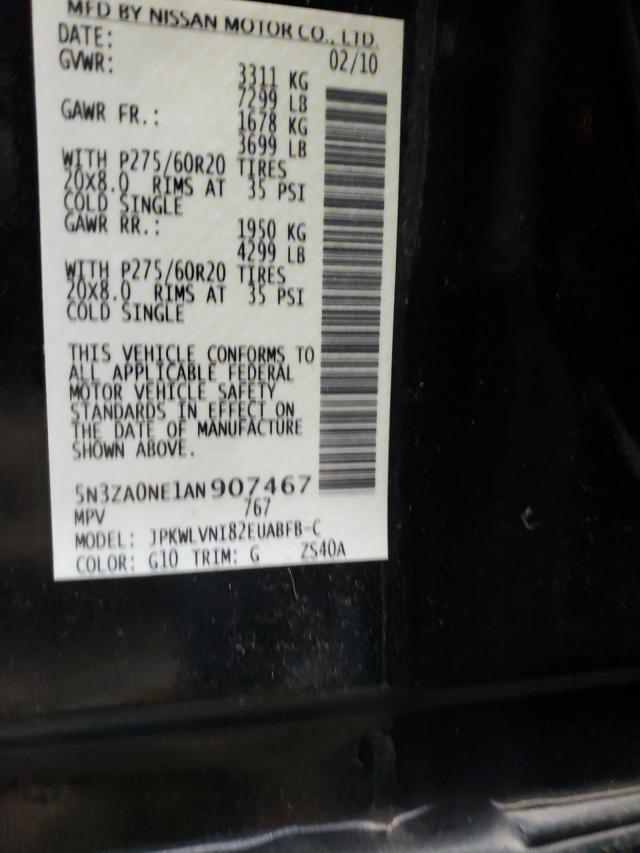 MFD BY NISSAN MOTOR CO., LTD.
DATE: 02/10
GVWR: 3311 KG
7299 LB
GAWR FR.: 1678 KG
3699 LB
WITH P275/60R20 TIRES
20X8.0 RIMS AT 35 PSI
COLD SINGLE
GAWR RR.: 1950 KG
4299 LB
WITH P275/60R20 TIRES
20X8.0 RIMS AT 35 PSI
COLD SINGLE
THIS VEHICLE CONFORMS TO
ALL APPLICABLE FEDERAL
MOTOR VEHICLE SAFETY
STANDARDS IN EFFECT ON
THE DATE OF MANUFACTURE
SHOWN ABOVE.
5N3ZA0NE1AN907467
MPV 767
MODEL: JPKWLVNI82EUABFB-C
COLOR: G10 TRIM: G ZS40A